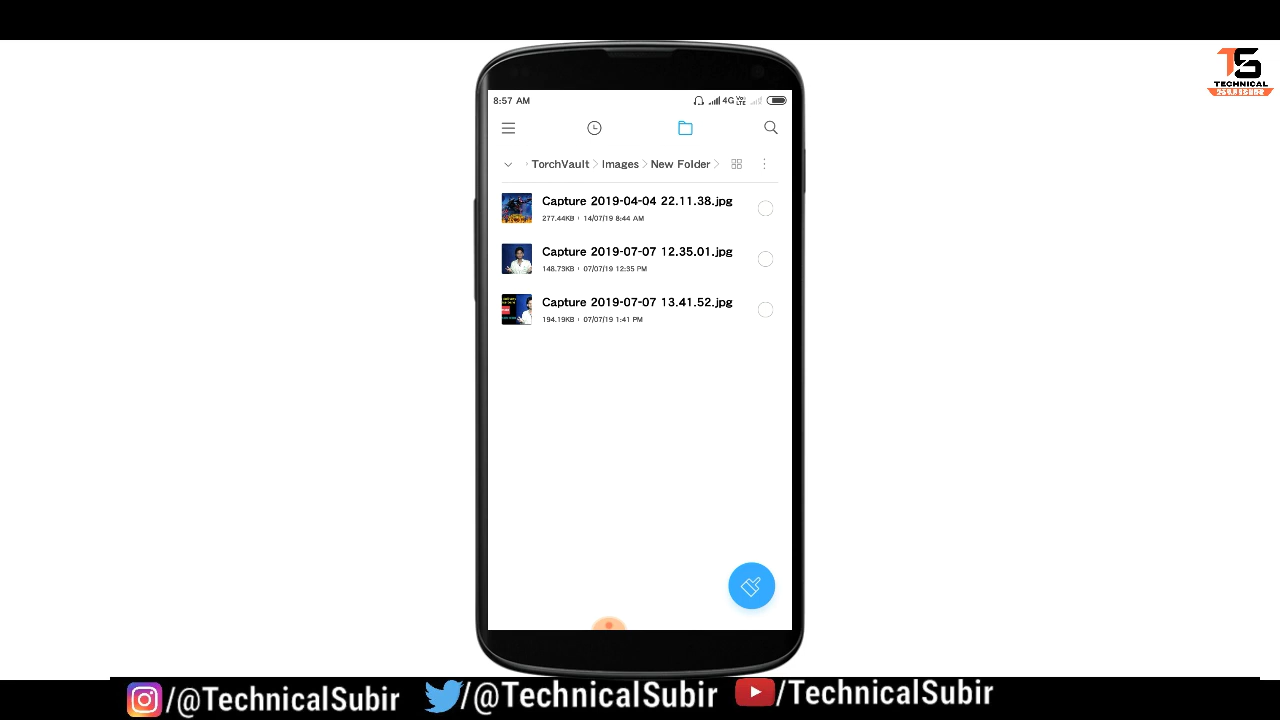 TS
TECHNICAL
8:57 AM
4G VoLTE
TorchVault > Images > New Folder >
Capture 2019-04-04 22.11.38.jpg
277.44KB | 14/07/19 8:44 AM
Capture 2019-07-07 12.35.01.jpg
148.73KB | 07/07/19 12:35 PM
Capture 2019-07-07 13.41.52.jpg
194.19KB | 07/07/19 1:41 PM
/@TechnicalSubir /@TechnicalSubir /TechnicalSubir